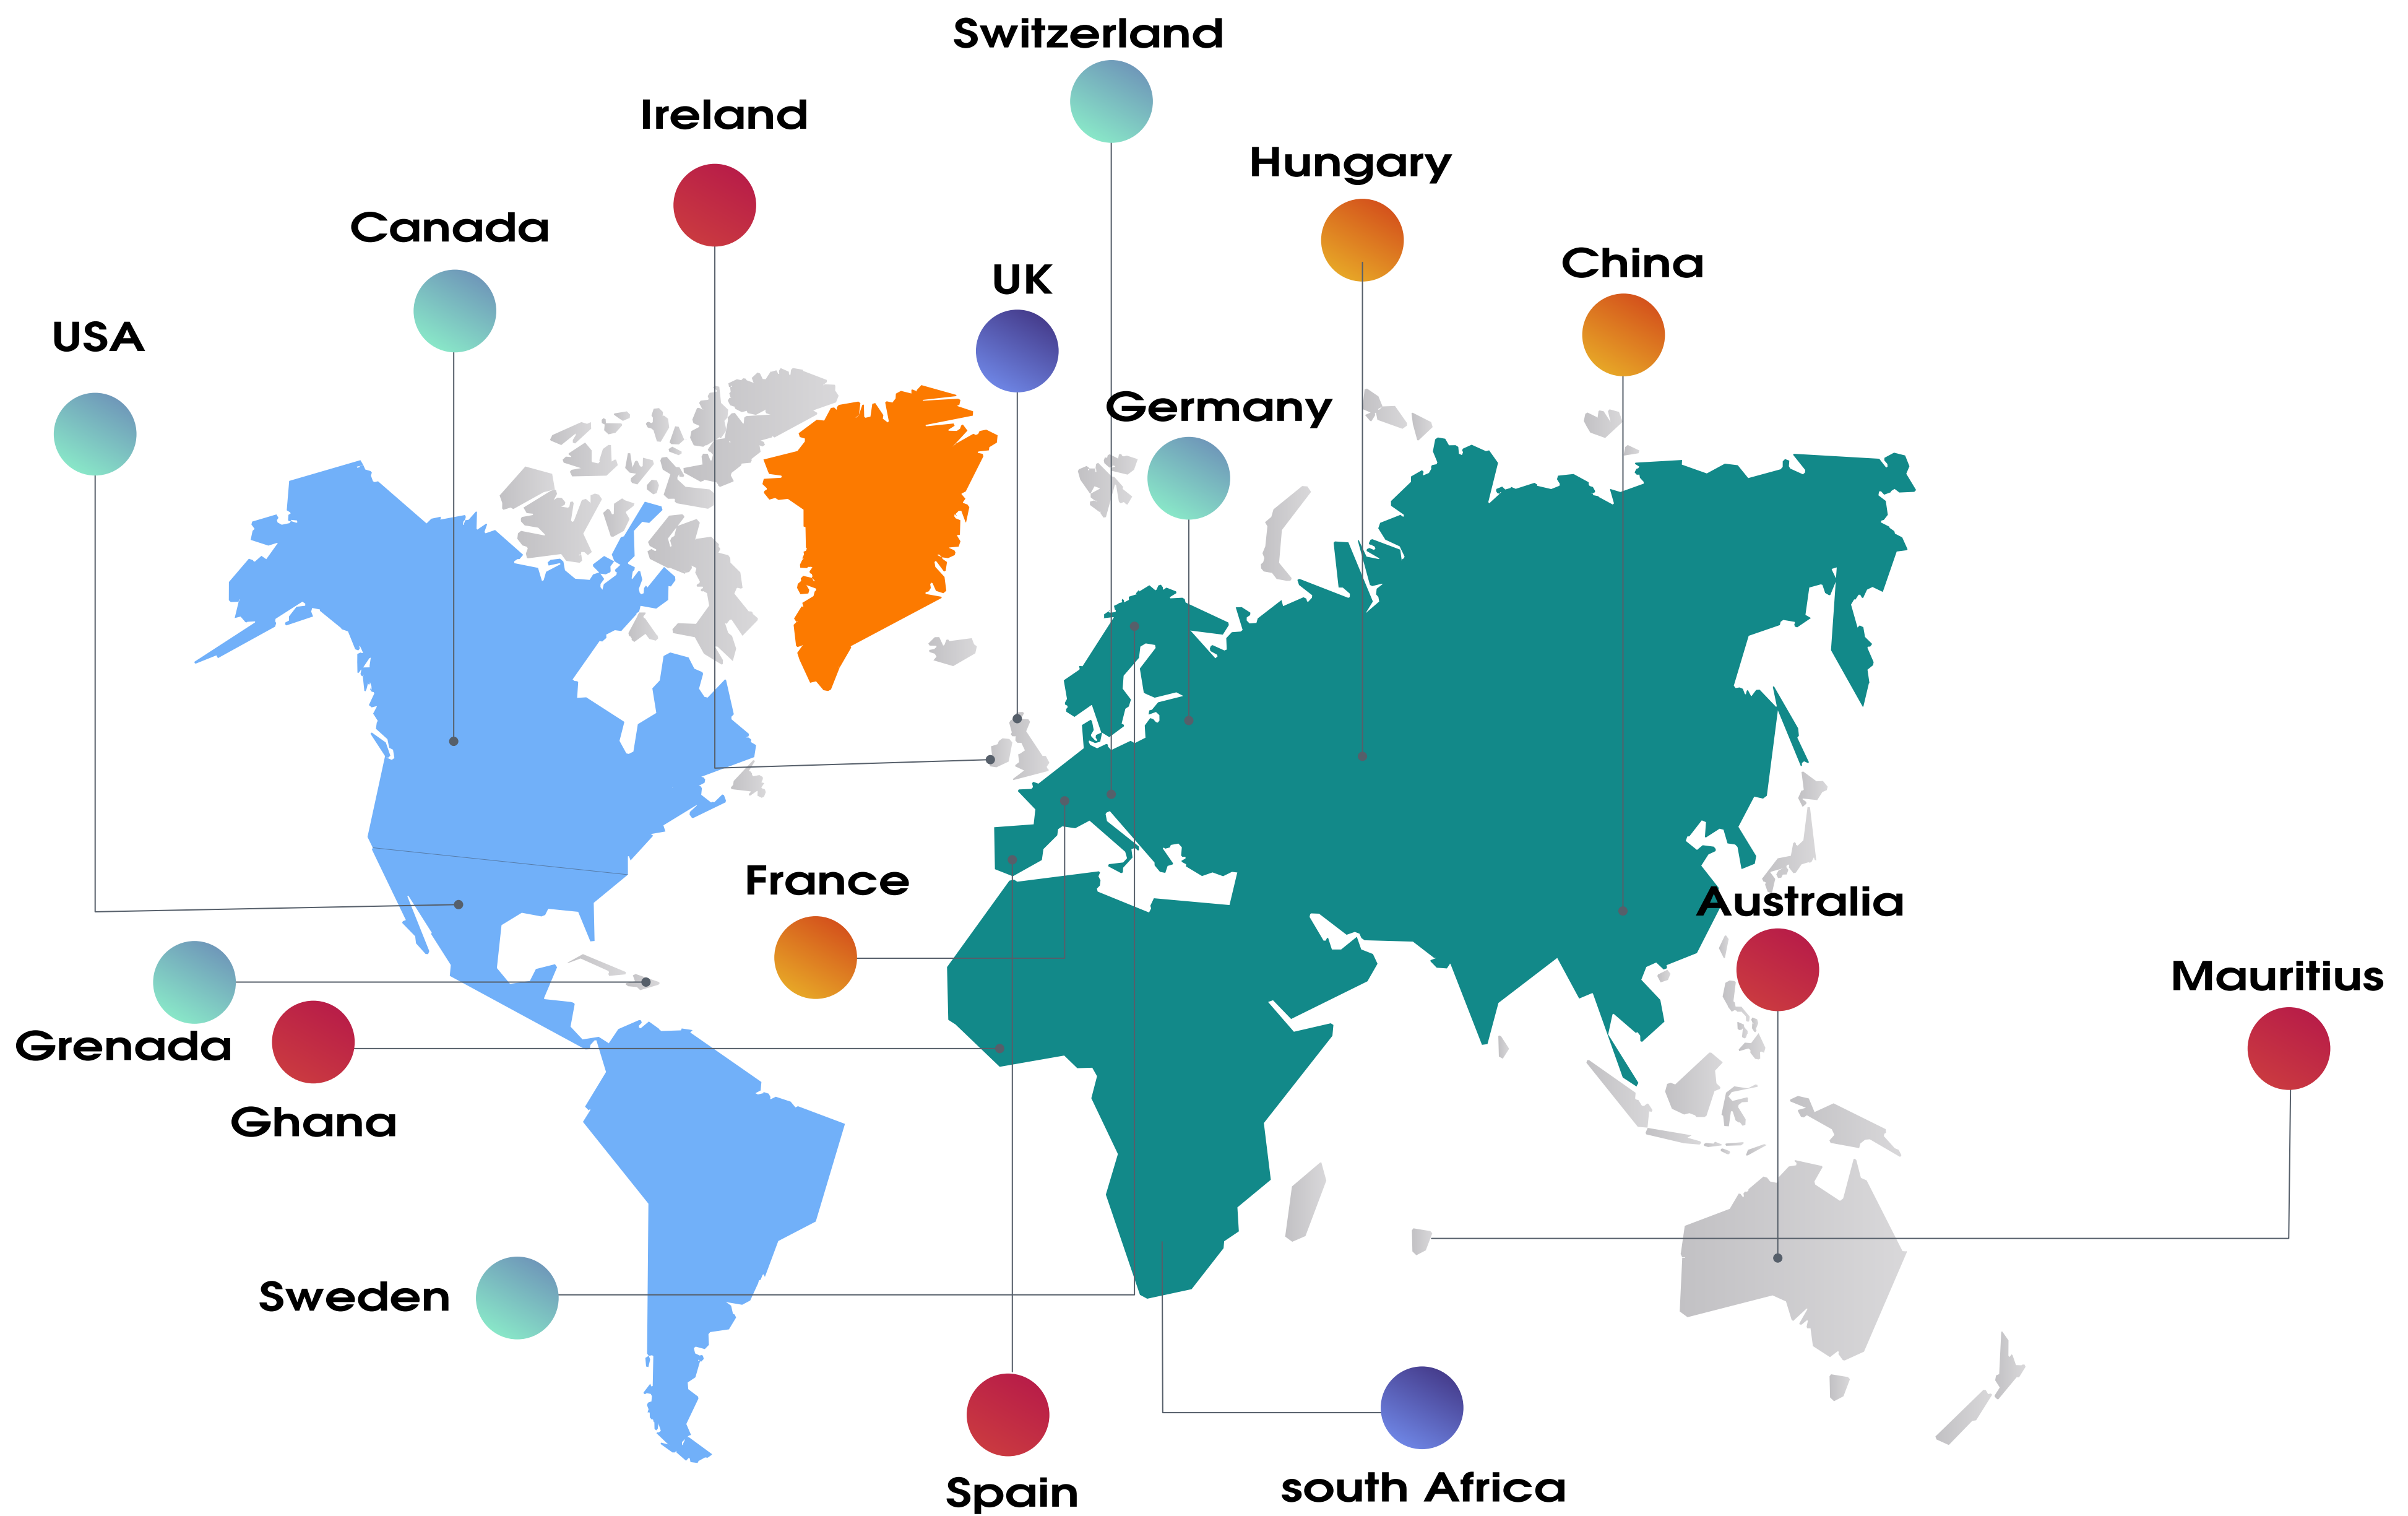 Switzerland
Ireland
Hungary
Canada
UK
China
USA
Germany
France
Australia
Mauritius
Grenada
Ghana
Sweden
Spain
south Africa